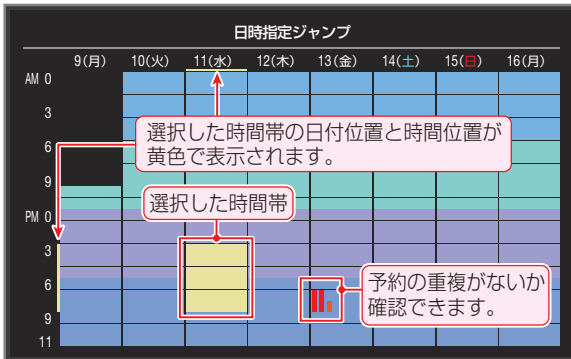 日時指定ジャンプ
9(月) 10(火) 11(水) 12(木) 13(金) 14(土) 15(日) 16(月)
AM 0
3
選択した時間帯の日付位置と時間位置が
6
黄色で表示されます。
9
選択した時間帯
PM 0
3
6
予約の重複がないか
確認できます。
9
11